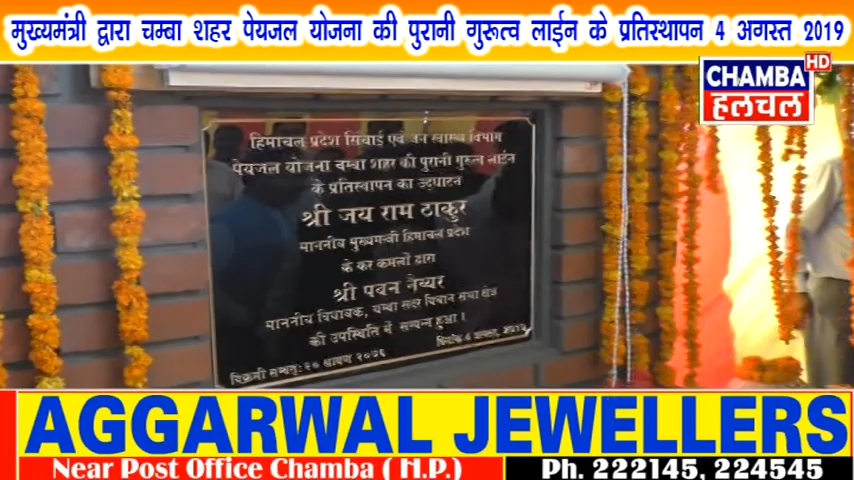 मुख्यमंत्री द्वारा चम्बा शहर पेयजल योजना की पुरानी गुरूत्व लाईन के प्रतिस्थापन 4 अगस्त 2019
CHAMBA HD
हलचल
हिमाचल प्रदेश सिंचाई एवं जन स्वास्थ्य विभाग
पेयजल योजना चम्बा शहर की पुरानी गुरूत्व लाईन
के प्रतिस्थापन का उद्घाटन
श्री जय राम ठाकुर
माननीय मुख्यमन्त्री हिमाचल प्रदेश
के कर कमलों द्वारा
श्री पवन नैय्यर
माननीय विधायक, चम्बा सदर विधान सभा क्षेत्र
की उपस्थिति में सम्पन्न हुआ।
विक्रमी सम्वत्: २० श्रावण २०७६ दिनांक 4 अगस्त, २०१९
AGGARWAL JEWELLERS
Near Post Office Chamba ( H.P.) Ph. 222145, 224545